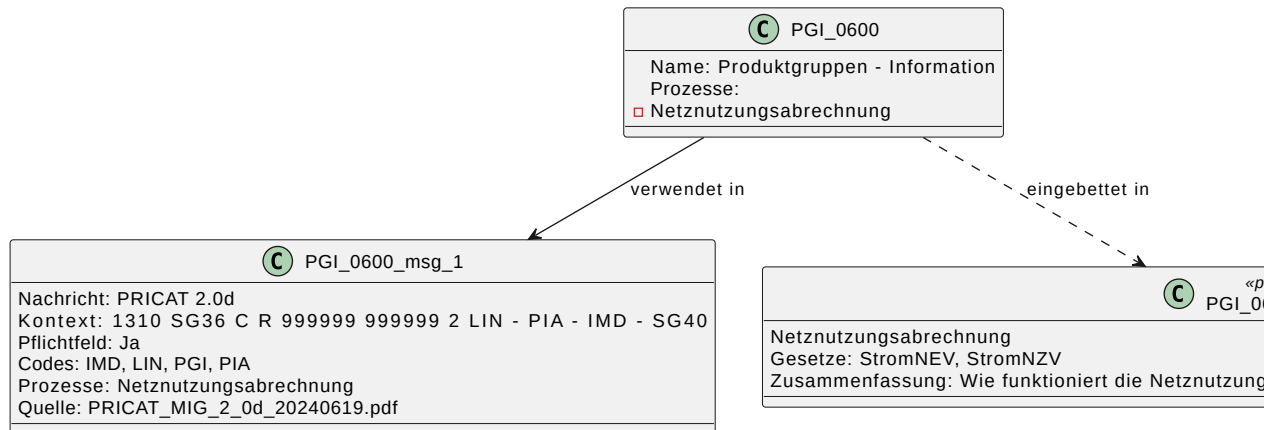 C PGI_0600
Name: Produktgruppen - Information
Prozesse:
Netznutzungsabrechnung
verwendet in
eingebettet in
C PGI_0600_msg_1
Nachricht: PRICAT 2.0d
Kontext: 1310 SG36 C R 999999 999999 2 LIN - PIA - IMD - SG40
Pflichtfeld: Ja
Codes: IMD, LIN, PGI, PIA
Prozesse: Netznutzungsabrechnung
Quelle: PRICAT_MIG_2_0d_20240619.pdf
C
Netznutzungsabrechnung
Gesetze: StromNEV, StromNZV
Zusammenfassung: Wie funktioniert die Netznutzung